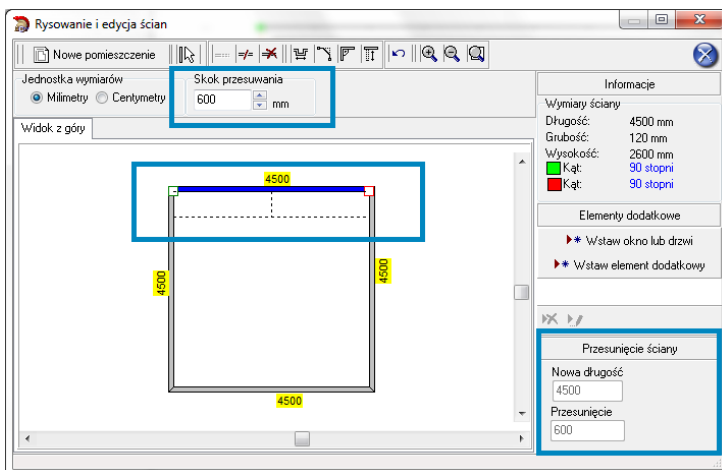 Rysowanie i edycja ścian
Nowe pomieszczenie
Jednostka wymiarów
Milimetry
Centymetry
Skok przesuwania
600
mm
Widok z góry
4500
4500
4500
4500
Informacje
Wymiary ściany
Długość: 4500 mm
Grubość: 120 mm
Wysokość: 2600 mm
Kąt: 90 stopni
Kąt: 90 stopni
Elementy dodatkowe
Wstaw okno lub drzwi
Wstaw element dodatkowy
Przesunięcie ściany
Nowa długość
4500
Przesunięcie
600